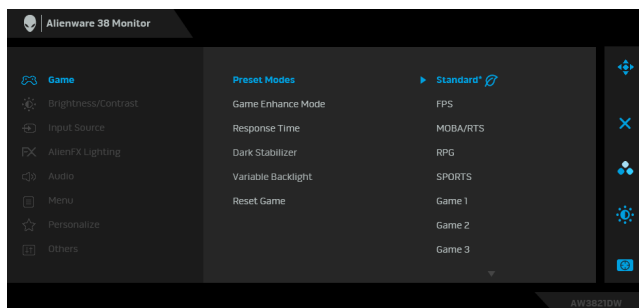 Alienware 38 Monitor
Game
Preset Modes
Standard*
Brightness/Contrast
Game Enhance Mode
FPS
Input Source
Response Time
MOBA/RTS
AlienFX Lighting
Dark Stabilizer
RPG
Audio
Variable Backlight
SPORTS
Menu
Reset Game
Game 1
Personalize
Game 2
Others
Game 3
AW3821DW